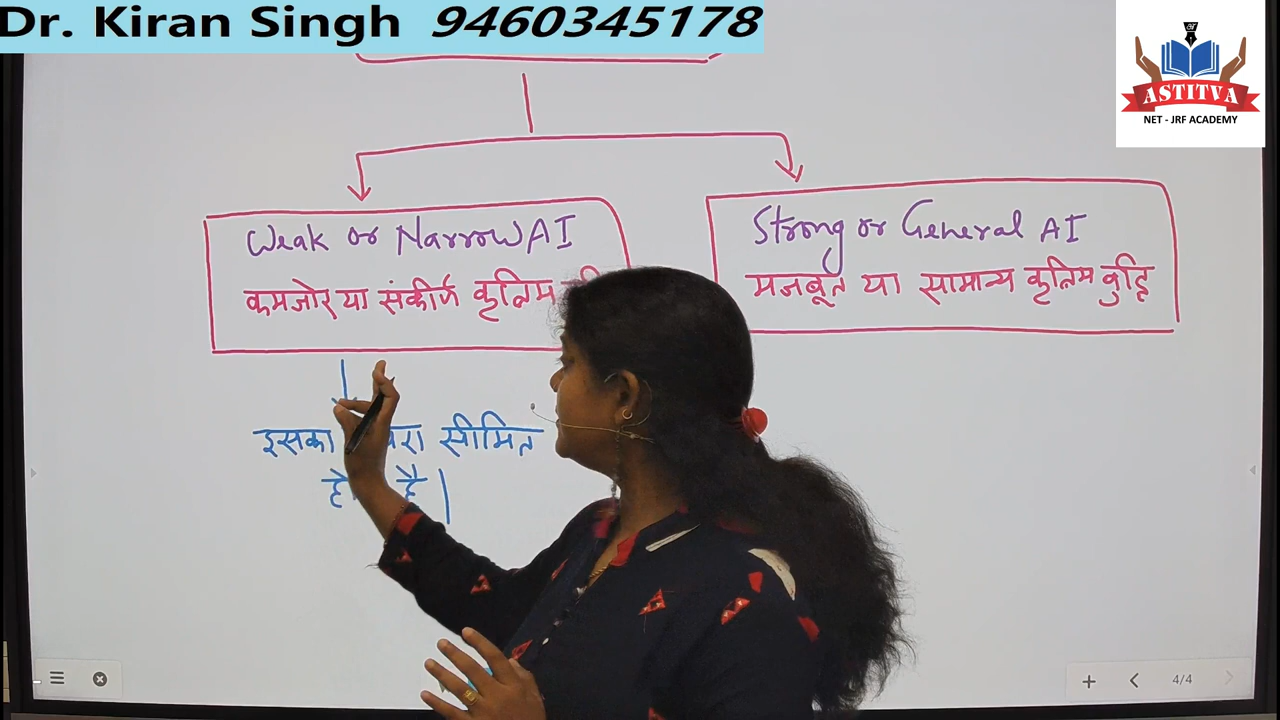 Dr. Kiran Singh 9460345178
ASTITVA
NET - JRF ACADEMY
Weak or Narrow AI
कमजोर या संकीर्ण कृत्रिम
Strong or General AI
मजबूत या सामान्य कृत्रिम बुद्धि
इसका सीमित
है।
4/4